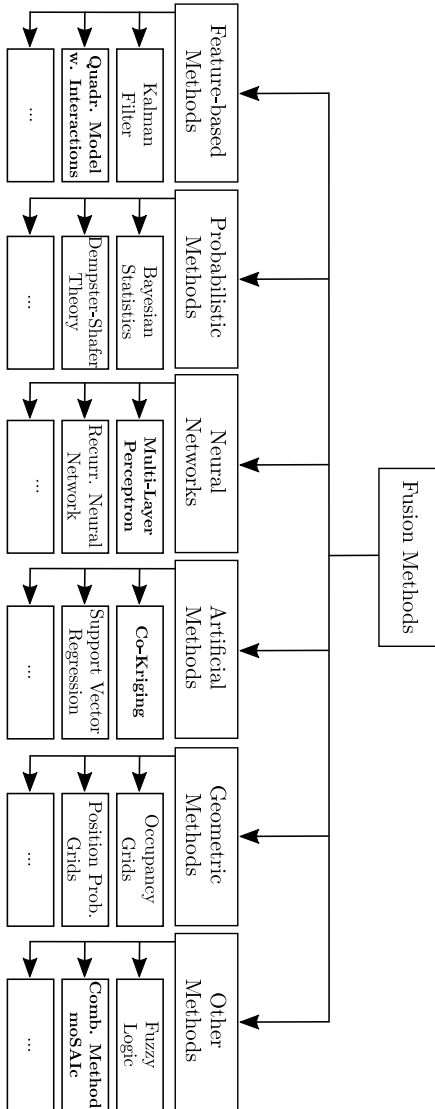 Fusion Methods
Feature-based
Methods
Kalman
Filter
Quadr. Model
w. Interactions
...
Probabilistic
Methods
Bayesian
Statistics
Dempster-Shafer
Theory
...
Neural
Networks
Multi-Layer
Perceptron
Recurr. Neural
Network
...
Artificial
Methods
Co-Kriging
Support Vector
Regression
...
Geometric
Methods
Occupancy
Grids
Position Prob.
Grids
...
Other
Methods
Fuzzy
Logic
Comb. Method
moSAIc
...